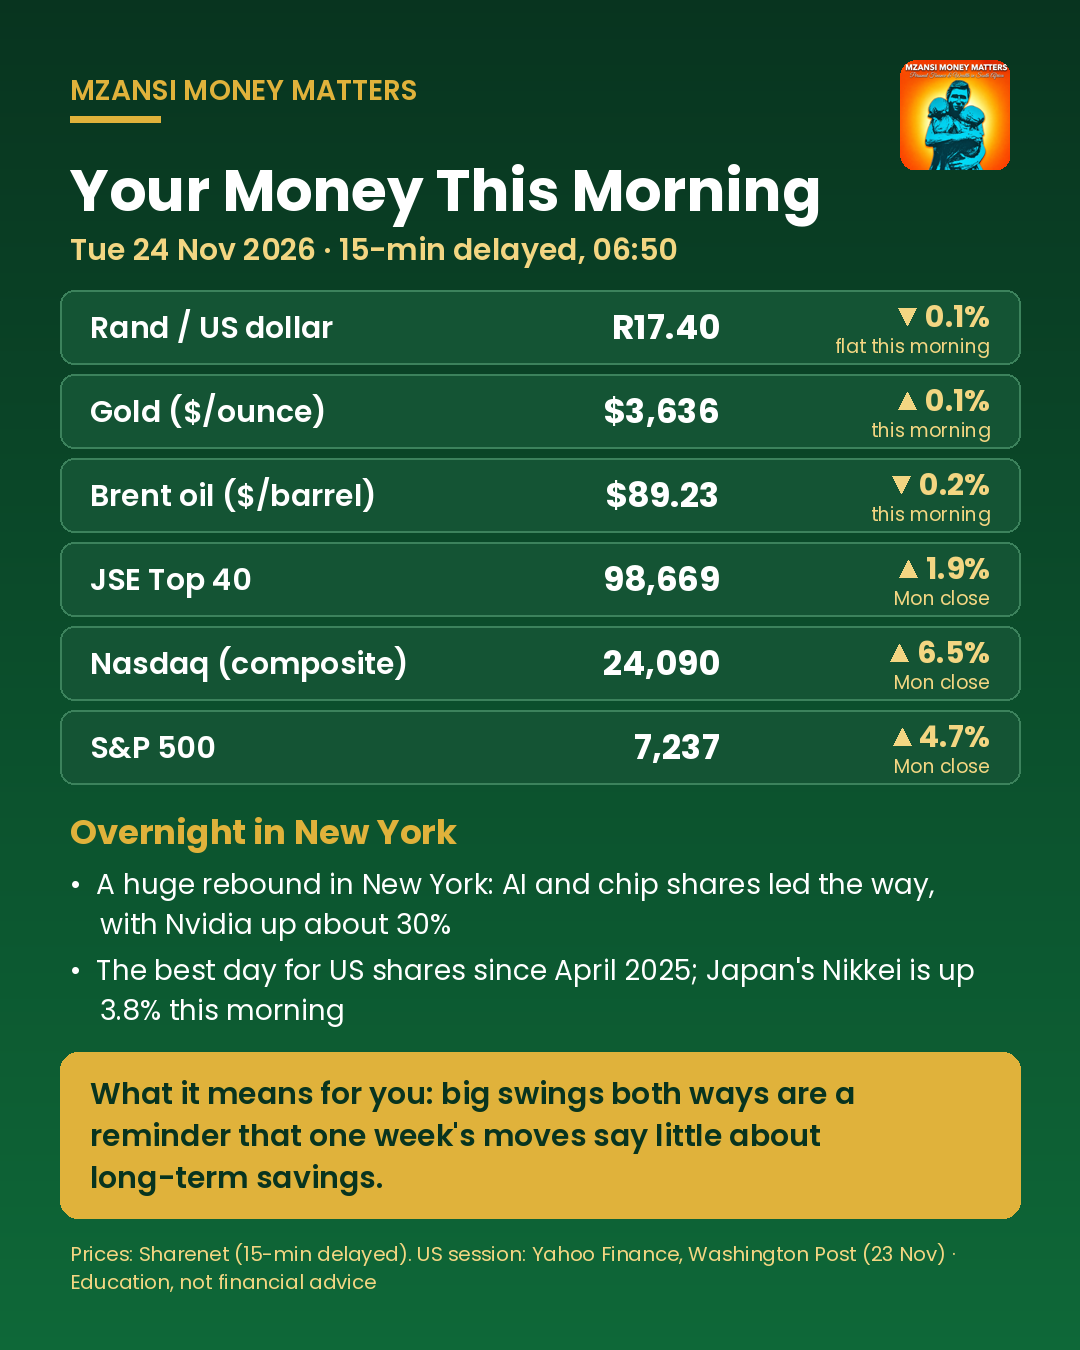 MZANSI MONEY MATTERS
MZANSI MONEY MATTERS
Your Money This Morning
Tue 24 Nov 2026 · 15-min delayed, 06:50
Rand / US dollar R17.40 ▼ 0.1%
flat this morning
Gold ($/ounce) $3,636 ▲ 0.1%
this morning
Brent oil ($/barrel) $89.23 ▼ 0.2%
this morning
JSE Top 40 98,669 ▲ 1.9%
Mon close
Nasdaq (composite) 24,090 ▲ 6.5%
Mon close
S&P 500 7,237 ▲ 4.7%
Mon close
Overnight in New York
• A huge rebound in New York: AI and chip shares led the way,
with Nvidia up about 30%
• The best day for US shares since April 2025; Japan's Nikkei is up
3.8% this morning
What it means for you: big swings both ways are a
reminder that one week's moves say little about
long-term savings.
Prices: Sharenet (15-min delayed). US session: Yahoo Finance, Washington Post (23 Nov) ·
Education, not financial advice